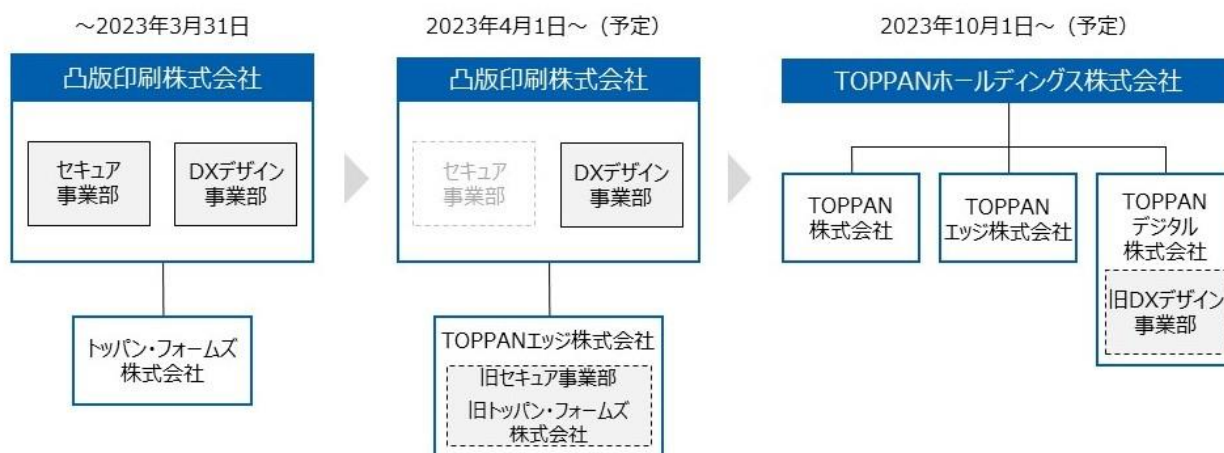 ～2023年3月31日
凸版印刷株式会社
セキュア
事業部
DXデザイン
事業部
トッパン・フォームズ
株式会社
2023年4月1日～（予定）
凸版印刷株式会社
セキュア
事業部
DXデザイン
事業部
TOPPANエッジ株式会社
旧セキュア事業部
旧トッパン・フォームズ
株式会社
2023年10月1日～（予定）
TOPPANホールディングス株式会社
TOPPAN
株式会社
TOPPAN
エッジ株式会社
TOPPAN
デジタル
株式会社
旧DXデザイン
事業部